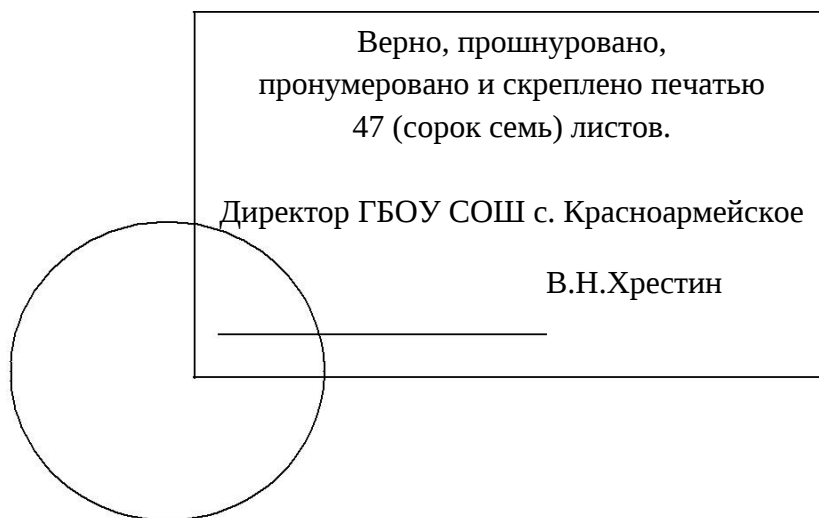 Верно, прошнуровано,
пронумеровано и скреплено печатью
47 (сорок семь) листов.
Директор ГБОУ СОШ с. Красноармейское
В.Н.Хрестин